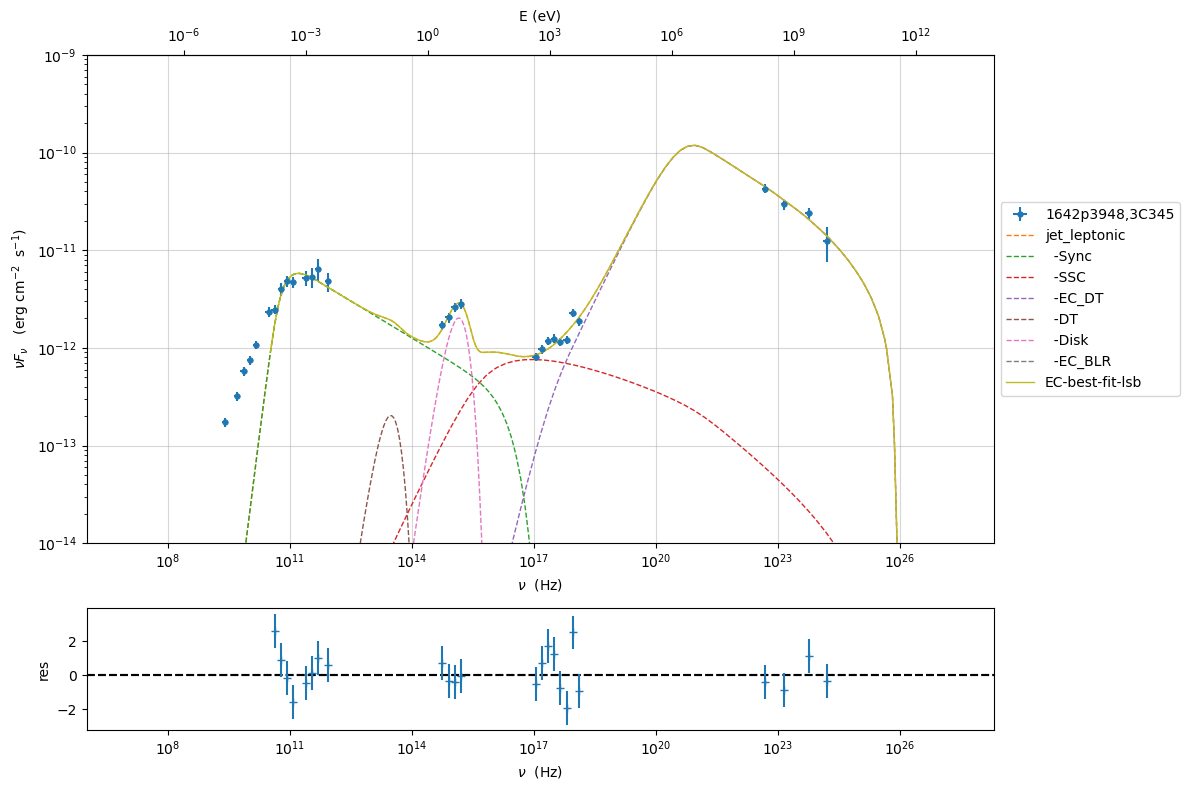 E (eV)
10⁻⁶ 10⁻³ 10⁰ 10³ 10⁶ 10⁹ 10¹²
10⁻⁹
10⁻¹⁰
10⁻¹¹
10⁻¹²
10⁻¹³
10⁻¹⁴
νFν (erg cm⁻² s⁻¹)
10⁸ 10¹¹ 10¹⁴ 10¹⁷ 10²⁰ 10²³ 10²⁶
ν (Hz)
1642p3948,3C345
jet_leptonic
-Sync
-SSC
-EC_DT
-DT
-Disk
-EC_BLR
EC-best-fit-lsb
2
0
−2
res
10⁸ 10¹¹ 10¹⁴ 10¹⁷ 10²⁰ 10²³ 10²⁶
ν (Hz)